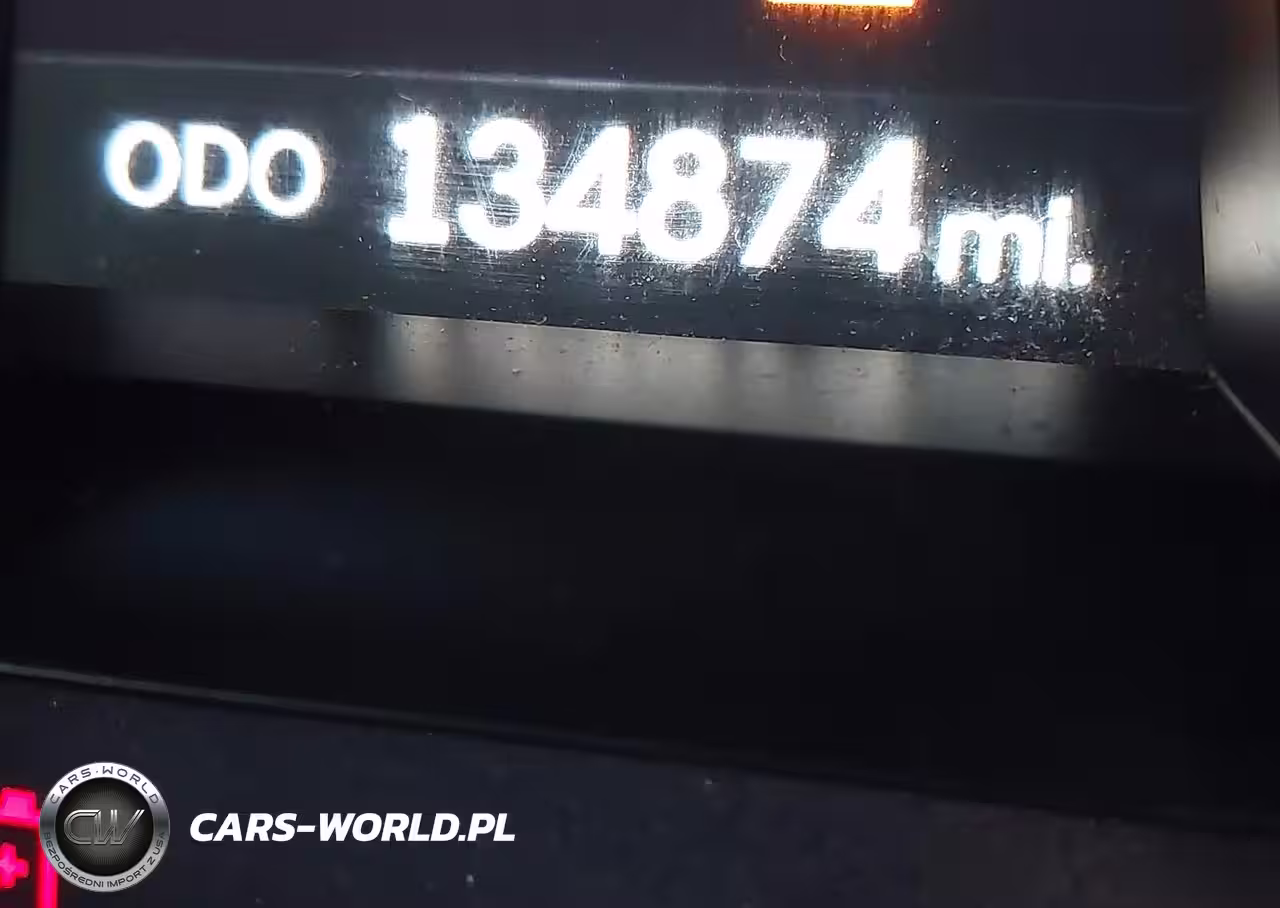 ODO 134874 mi.
CARS-WORLD
CW
BEZPOŚREDNI IMPORT Z USA
CARS-WORLD.PL